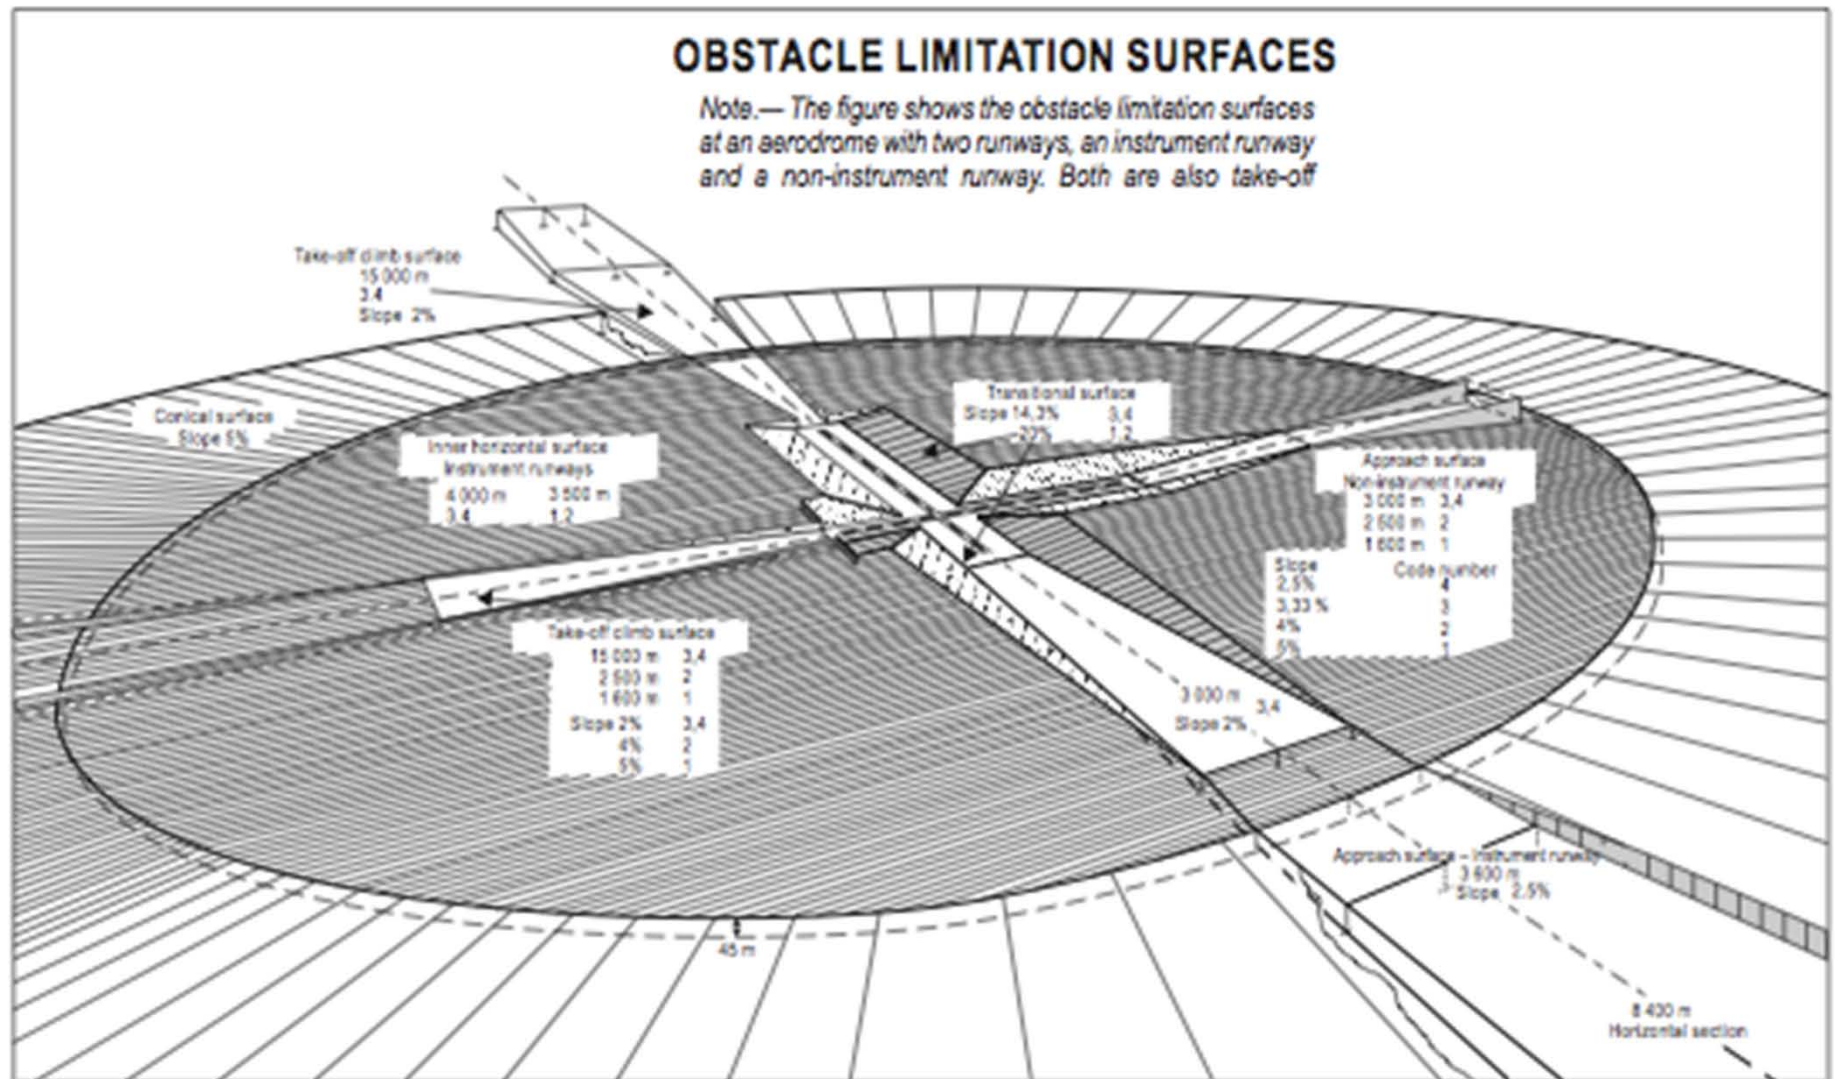 OBSTACLE LIMITATION SURFACES
Note.— The figure shows the obstacle limitation surfaces
at an aerodrome with two runways, an instrument runway
and a non-instrument runway. Both are also take-off
Take-off climb surface
15 000 m
3.4
Slope 2%
Conical surface
Slope 5%
Inner horizontal surface
Instrument runways
4 000 m 3 500 m
3.4 1.2
Transitional surface
Slope 14,3% 3,4
20% 1,2
Approach surface
Non-instrument runway
3 000 m 3,4
2 500 m 2
1 600 m 1
Slope Code number
2,5% 4
3,33 % 3
4% 2
5% 1
Take-off climb surface
15 000 m 3,4
2 500 m 2
1 600 m 1
Slope 2% 3,4
4% 2
5% 1
3 000 m 3,4
Slope 2%
Approach surface – Instrument runway
3 600 m
Slope 2.5%
45 m
8 400 m
Horizontal section